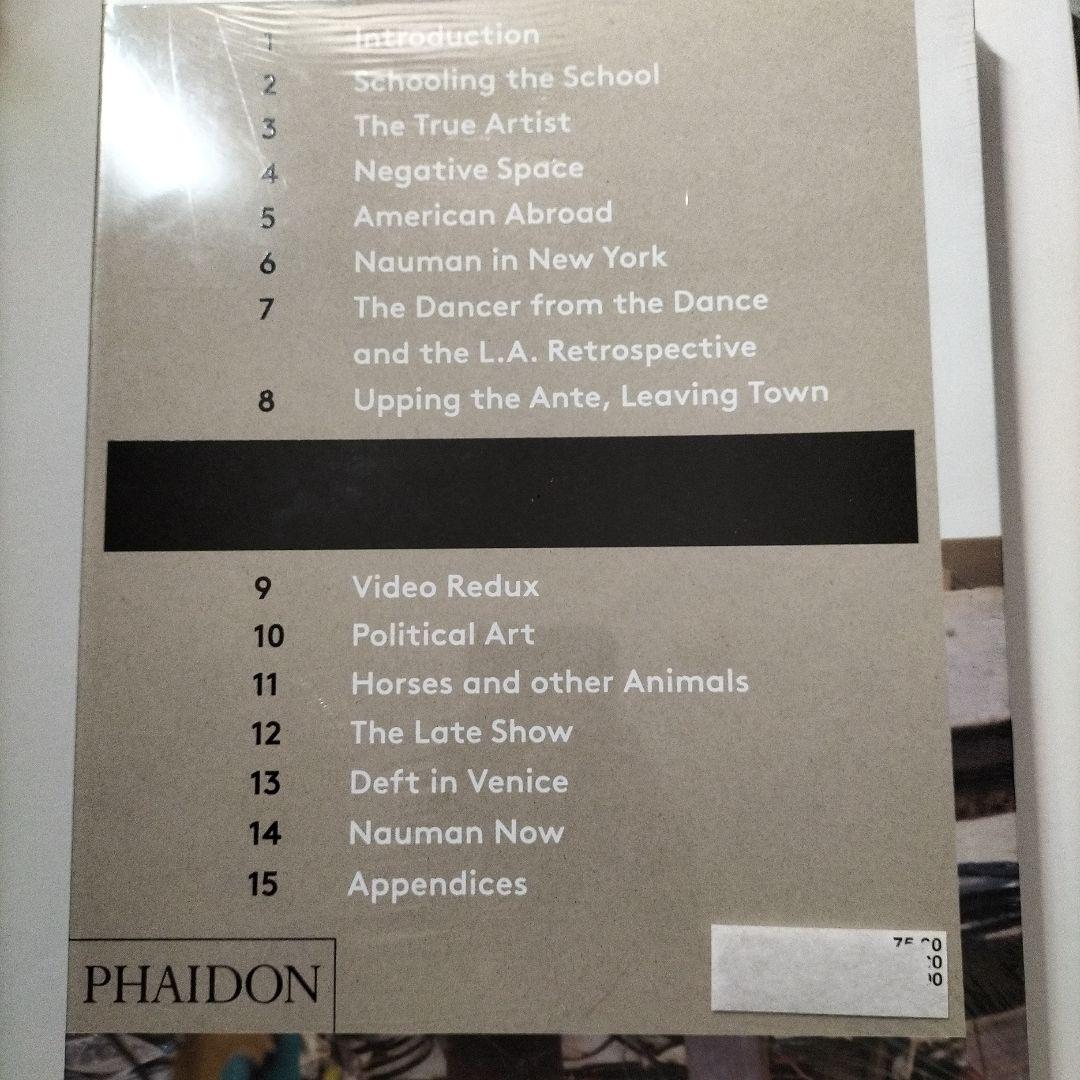 1 Introduction
2 Schooling the School
3 The True Artist
4 Negative Space
5 American Abroad
6 Nauman in New York
7 The Dancer from the Dance
and the L.A. Retrospective
8 Upping the Ante, Leaving Town
9 Video Redux
10 Political Art
11 Horses and other Animals
12 The Late Show
13 Deft in Venice
14 Nauman Now
15 Appendices
PHAIDON